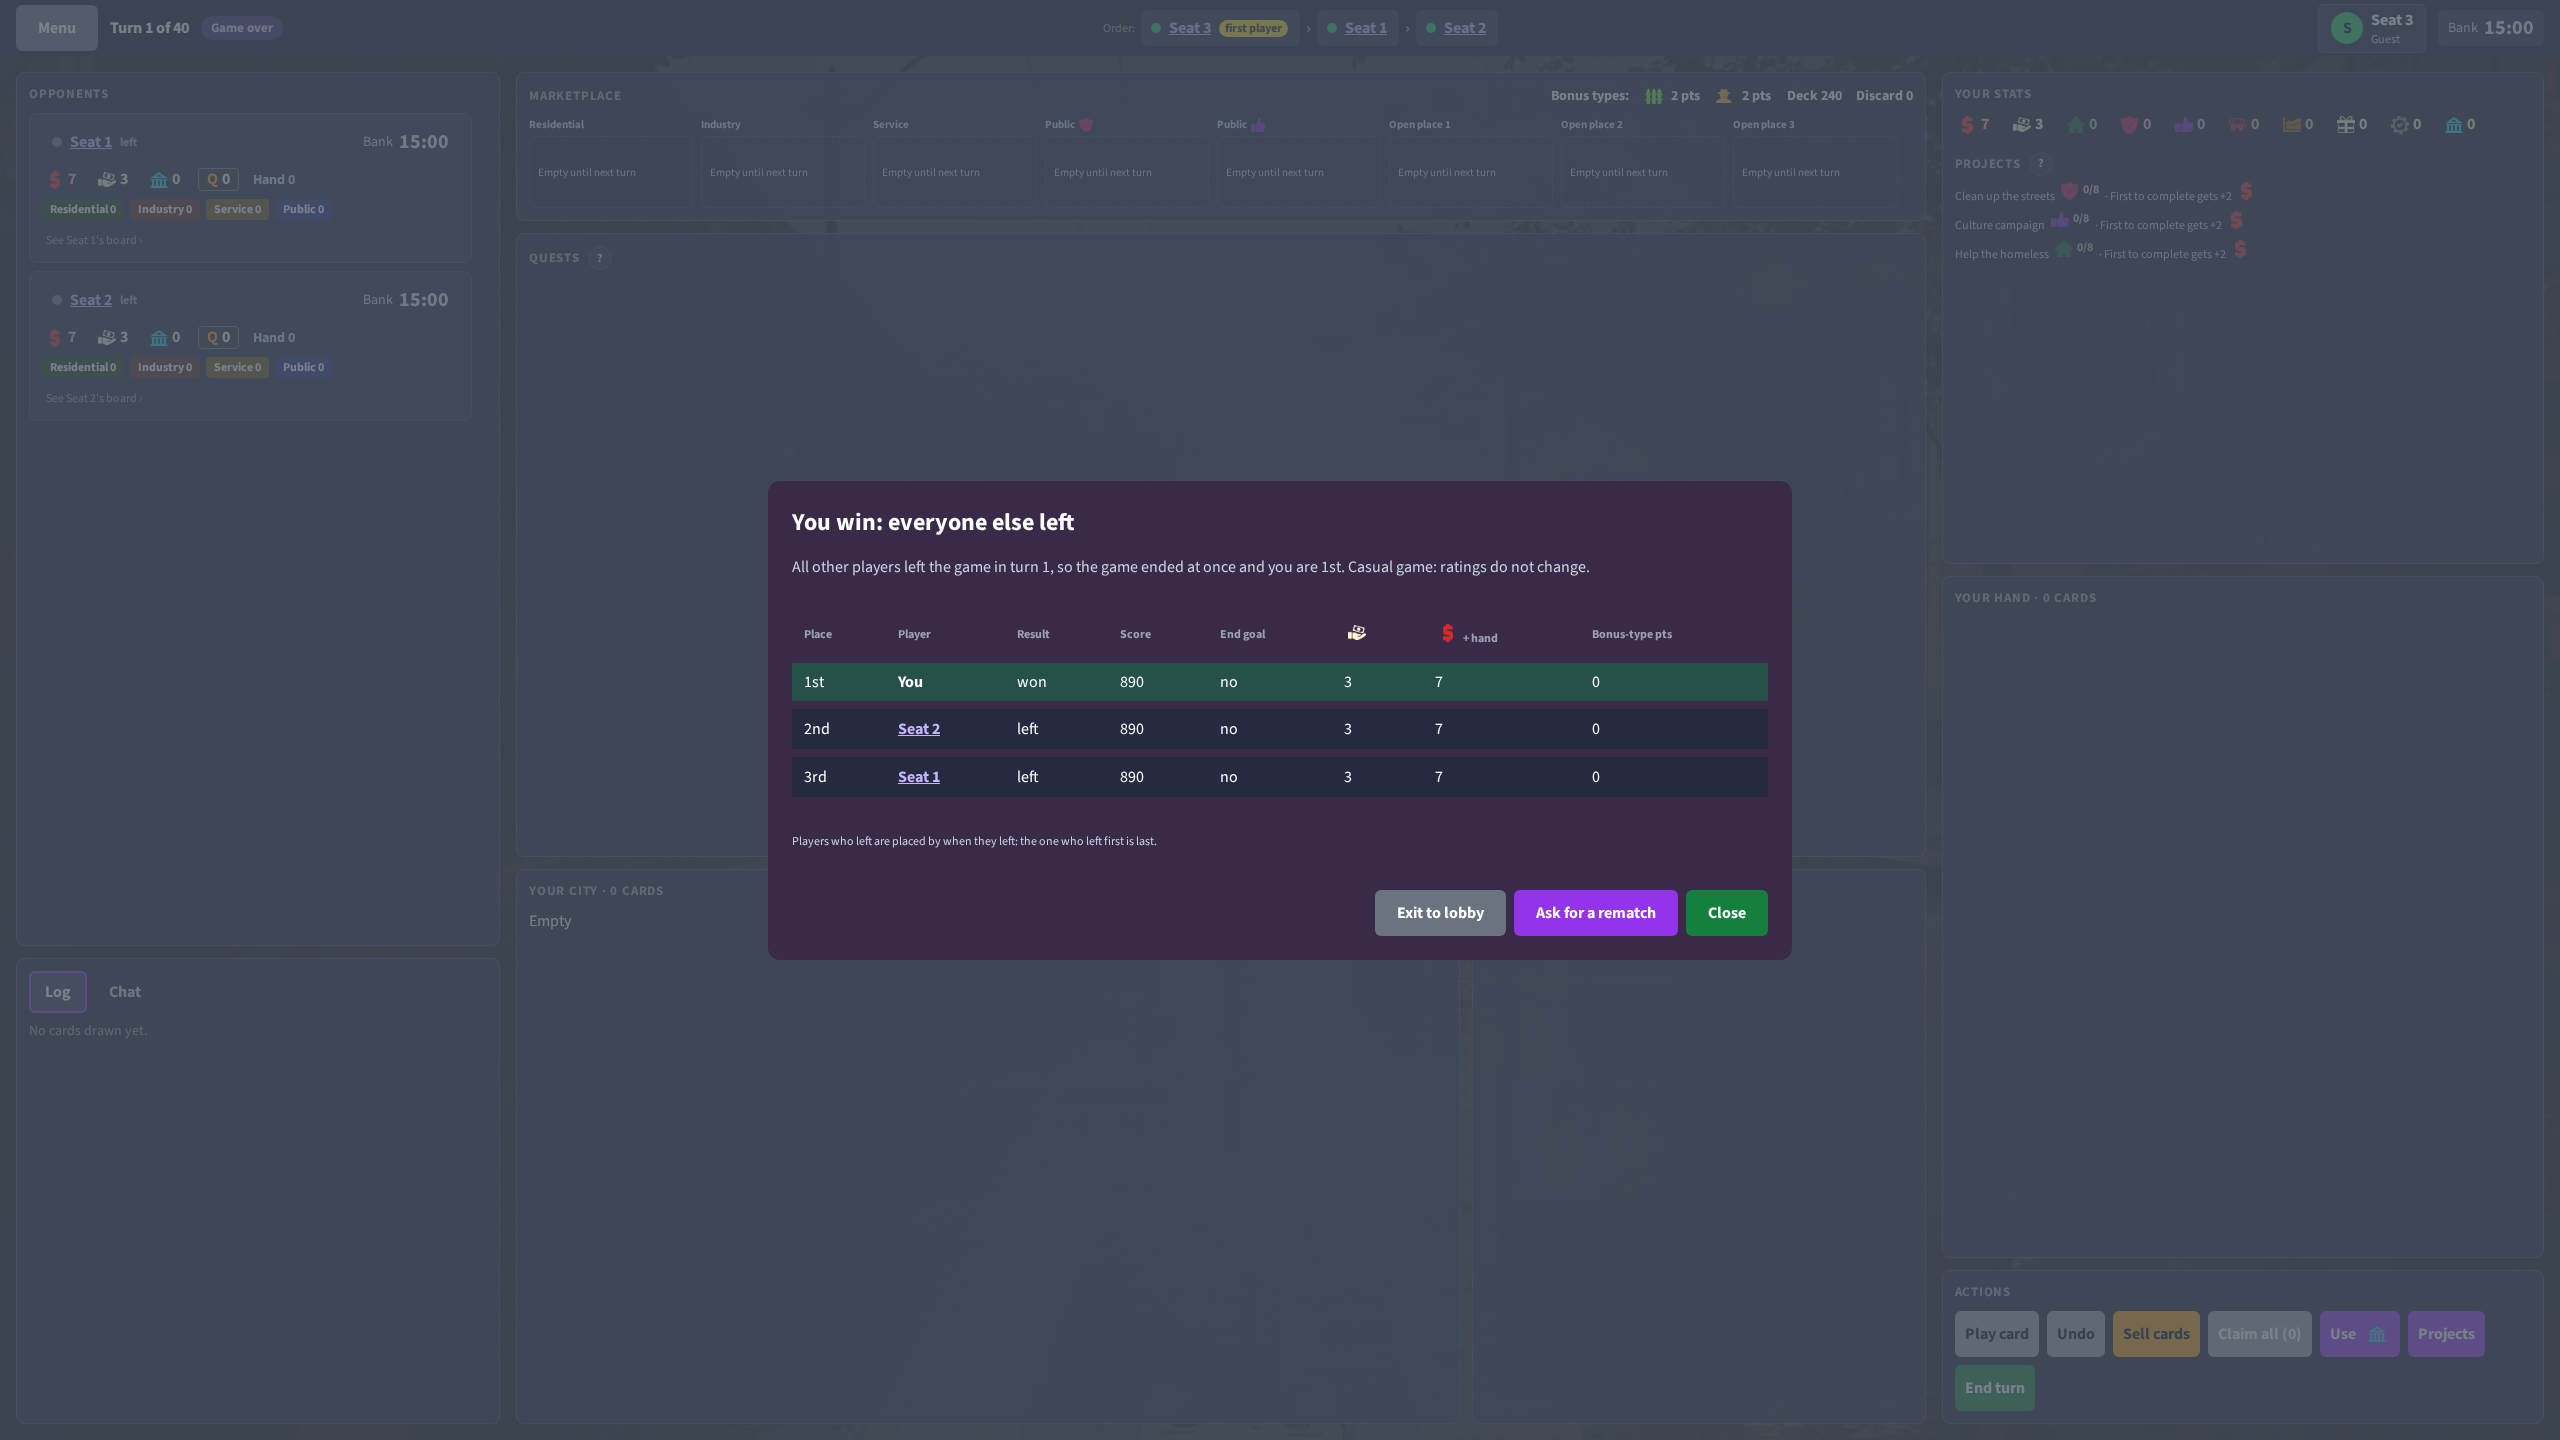 Menu Turn 1 of 40 Game over Order: Seat 3 first player › Seat 1 › Seat 2 S Seat 3 Guest Bank 15:00
OPPONENTS
Seat 1 left Bank 15:00
7 3 0 Q 0 Hand 0
Residential 0 Industry 0 Service 0 Public 0
See Seat 1's board ›
Seat 2 left Bank 15:00
7 3 0 Q 0 Hand 0
Residential 0 Industry 0 Service 0 Public 0
See Seat 2's board ›
Log Chat
No cards drawn yet.
MARKETPLACE Bonus types: 2 pts 2 pts Deck 240 Discard 0
Residential Industry Service Public Public Open place 1 Open place 2 Open place 3
Empty until next turn Empty until next turn Empty until next turn Empty until next turn Empty until next turn Empty until next turn Empty until next turn Empty until next turn
QUESTS ?
You win: everyone else left
All other players left the game in turn 1, so the game ended at once and you are 1st. Casual game: ratings do not change.
Place Player Result Score End goal + hand Bonus-type pts
1st You won 890 no 3 7 0
2nd Seat 2 left 890 no 3 7 0
3rd Seat 1 left 890 no 3 7 0
Players who left are placed by when they left: the one who left first is last.
Exit to lobby Ask for a rematch Close
YOUR CITY · 0 CARDS
Empty
YOUR STATS
7 3 0 0 0 0 0 0 0 0
PROJECTS ?
Clean up the streets 0/8 · First to complete gets +2
Culture campaign 0/8 · First to complete gets +2
Help the homeless 0/8 · First to complete gets +2
YOUR HAND · 0 CARDS
ACTIONS
Play card Undo Sell cards Claim all (0) Use Projects
End turn